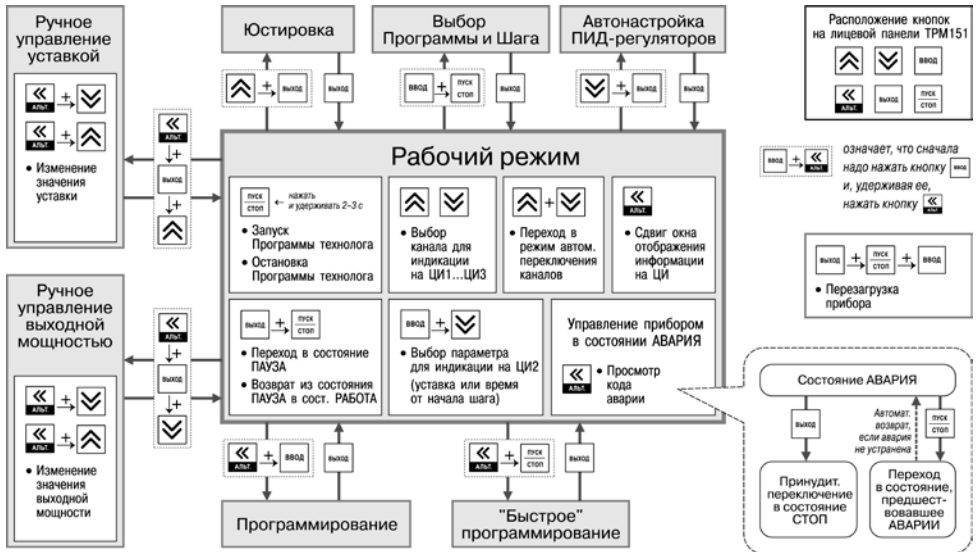 Ручное
управление
уставкой
АЛЬТ.
+
АЛЬТ.
+
• Изменение
значения
уставки
АЛЬТ.
+
ВЫХОД
+
Юстировка
+
ВЫХОД
ВЫХОД
Выбор
Программы и Шага
ВВОД
+
ПУСК
СТОП
ВЫХОД
Автонастройка
ПИД-регуляторов
+
ВЫХОД
ВЫХОД
Расположение кнопок
на лицевой панели ТРМ151
ВВОД
АЛЬТ.
ВЫХОД
ПУСК
СТОП
ВВОД
+
АЛЬТ.
означает, что сначала
надо нажать кнопку ВВОД
и, удерживая ее,
нажать кнопку АЛЬТ.
ВЫХОД
+
ПУСК
СТОП
+
ВВОД
• Перезагрузка
прибора
Рабочий режим
ПУСК
СТОП
← нажать
и удерживать 2–3 с
• Запуск
Программы технолога
• Остановка
Программы технолога
• Выбор
канала для
индикации
на ЦИ1...ЦИ3
+
• Переход в
режим автом.
переключения
каналов
АЛЬТ.
• Сдвиг окна
отображения
информации
на ЦИ
ВЫХОД
+
ПУСК
СТОП
• Переход в состояние
ПАУЗА
• Возврат из состояния
ПАУЗА в сост. РАБОТА
ВВОД
+
• Выбор параметра
для индикации на ЦИ2
(уставка или время
от начала шага)
Управление прибором
в состоянии АВАРИЯ
АЛЬТ.
• Просмотр
кода
аварии
Ручное
управление
выходной
мощностью
АЛЬТ.
+
АЛЬТ.
+
• Изменение
значения
выходной
мощности
АЛЬТ.
+
ВЫХОД
+
АЛЬТ.
+
ВВОД
ВЫХОД
Программирование
АЛЬТ.
+
ПУСК
СТОП
ВЫХОД
"Быстрое"
программирование
Состояние АВАРИЯ
ВЫХОД
Автомат.
возврат,
если авария
не устранена
ПУСК
СТОП
Принудит.
переключение
в состояние
СТОП
Переход
в состояние,
предшест-
вовавшее
АВАРИИ